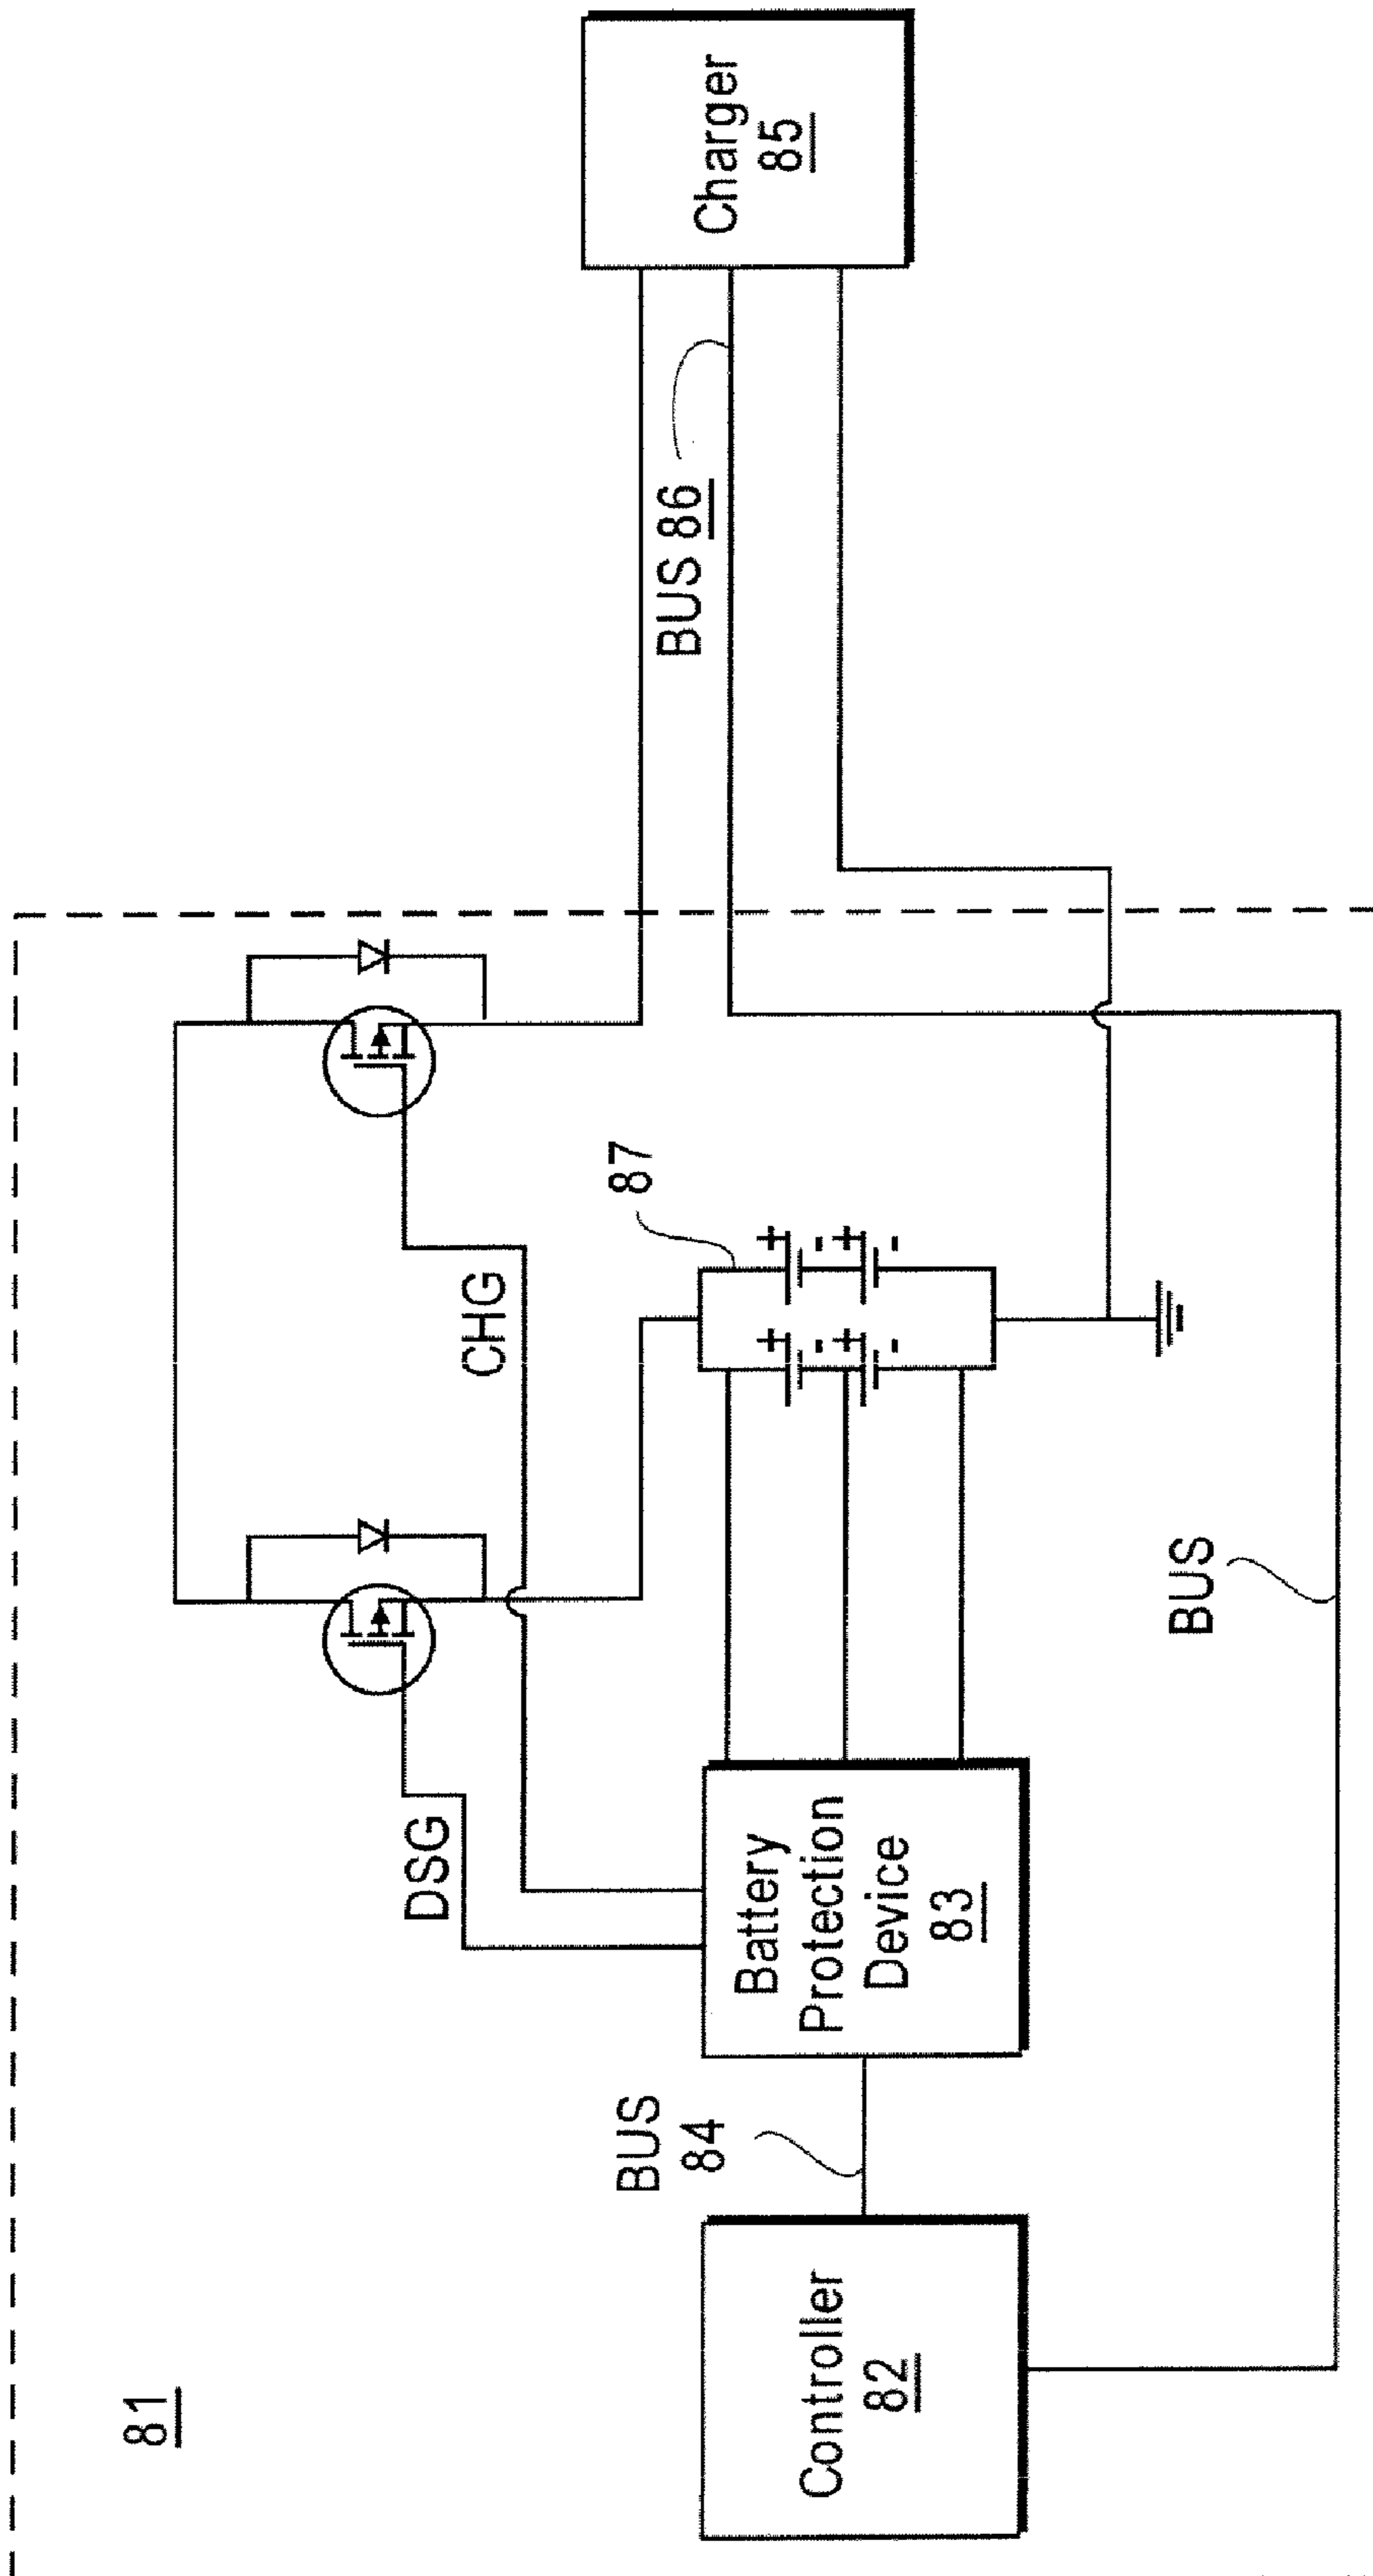 81
DSG
CHG
87
BUS 86
Charger
85
BUS
84
Controller
82
Battery
Protection
Device
83
+
-
+
-
+
-
+
-
BUS